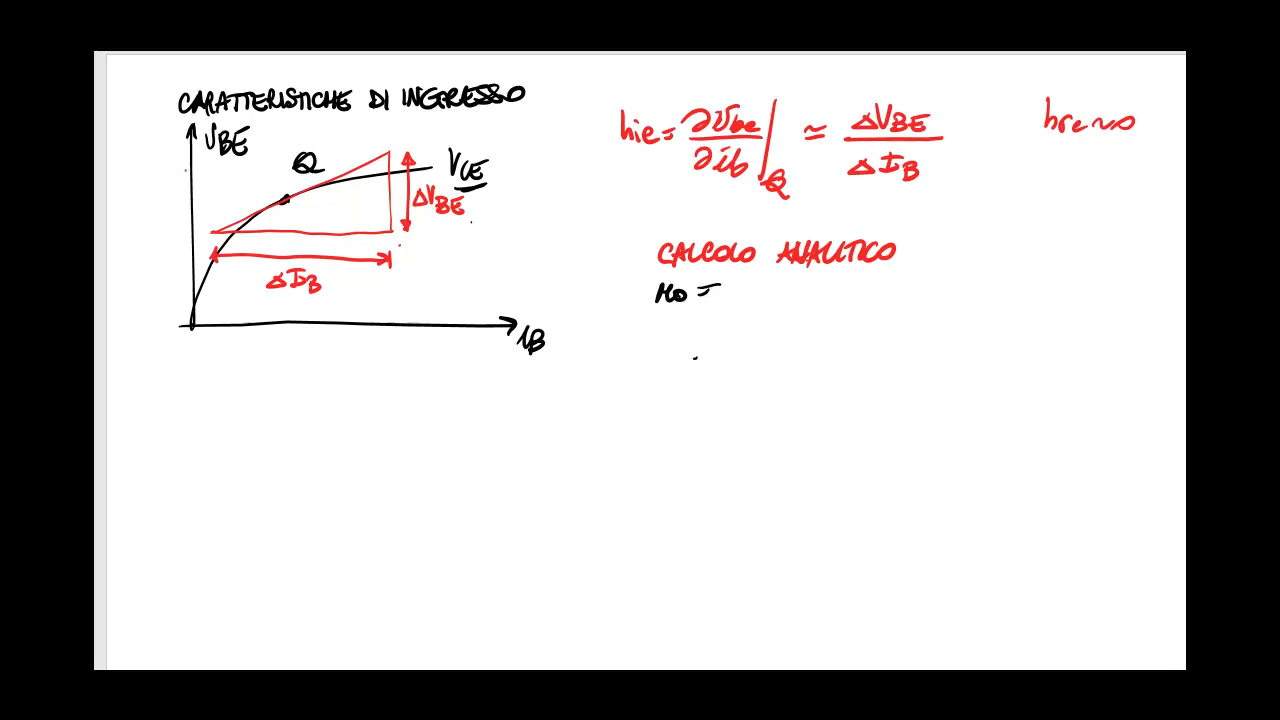 CARATTERISTICHE DI INGRESSO
VBE
Q
VCE
ΔVBE
ΔIB
iB
hie = ∂vbe/∂ib |Q ≃ ΔVBE/ΔIB
hre ~ 0
CALCOLO ANALITICO
=